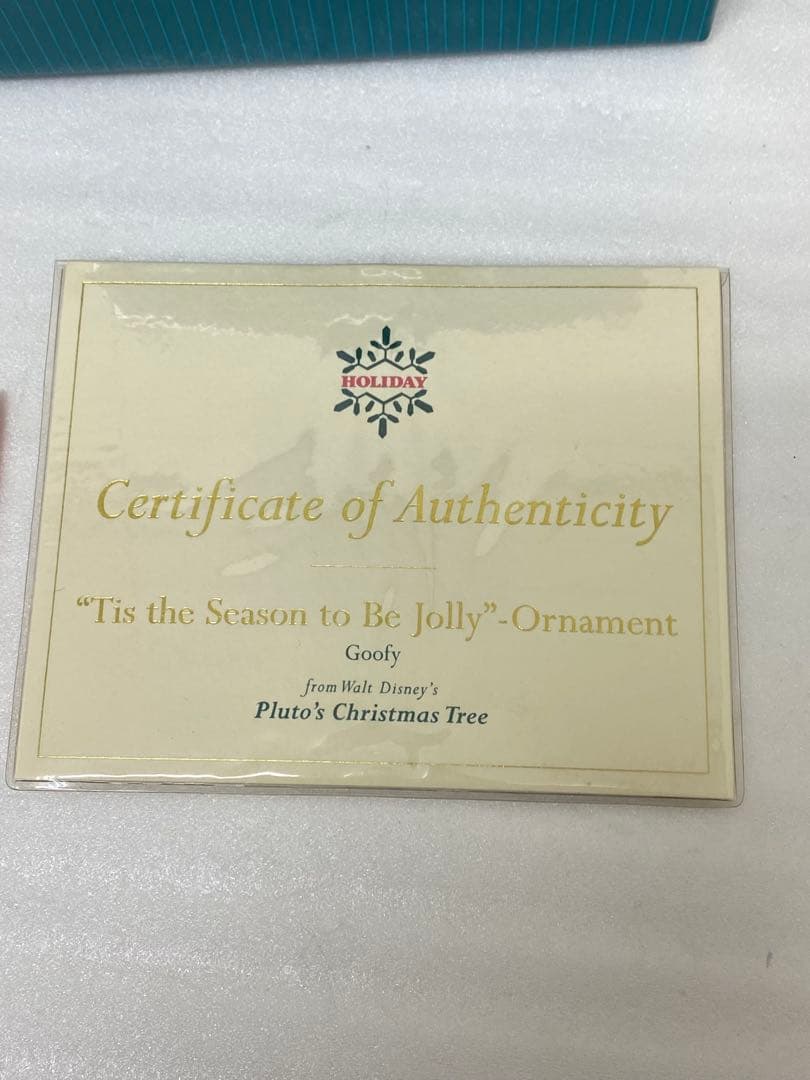 HOLIDAY
Certificate of Authenticity
“Tis the Season to Be Jolly”-Ornament
Goofy
from Walt Disney's
Pluto's Christmas Tree